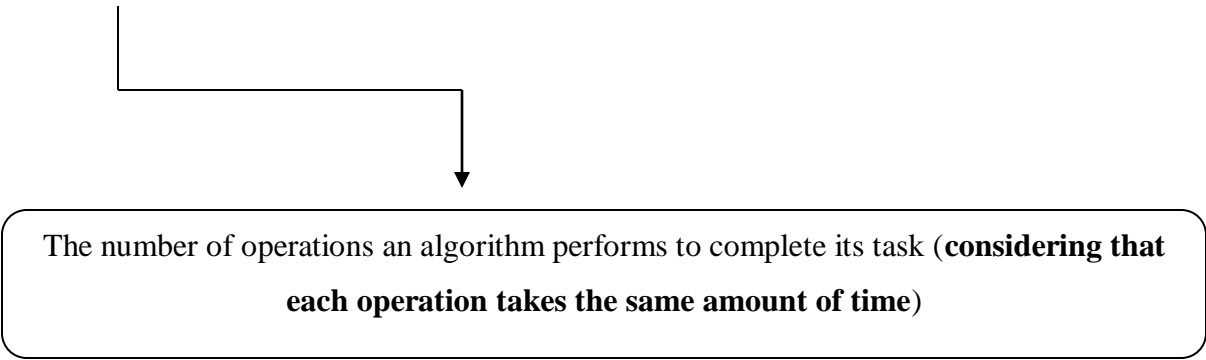 The number of operations an algorithm performs to complete its task (considering that
each operation takes the same amount of time)